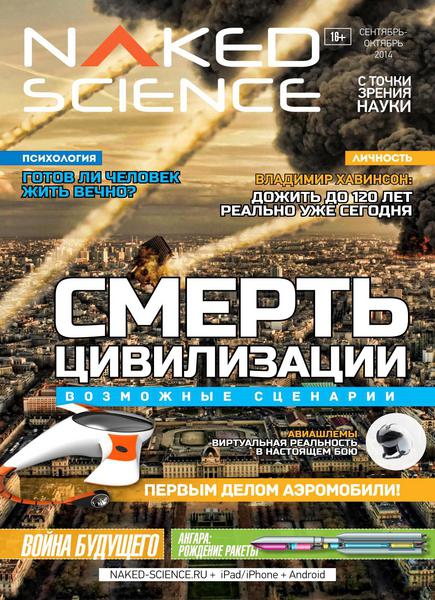 NAKED
SCIENCE
16+
СЕНТЯБРЬ-
ОКТЯБРЬ
2014
С ТОЧКИ
ЗРЕНИЯ
НАУКИ
ПСИХОЛОГИЯ
ГОТОВ ЛИ ЧЕЛОВЕК
ЖИТЬ ВЕЧНО?
ЛИЧНОСТЬ
ВЛАДИМИР ХАВИНСОН:
ДОЖИТЬ ДО 120 ЛЕТ
РЕАЛЬНО УЖЕ СЕГОДНЯ
СМЕРТЬ
ЦИВИЛИЗАЦИИ
ВОЗМОЖНЫЕ СЦЕНАРИИ
АВИАШЛЕМЫ
ВИРТУАЛЬНАЯ РЕАЛЬНОСТЬ
В НАСТОЯЩЕМ БОЮ
ПЕРВЫМ ДЕЛОМ АЭРОМОБИЛИ!
ВОЙНА БУДУЩЕГО
АНГАРА:
РОЖДЕНИЕ РАКЕТЫ
NAKED-SCIENCE.RU + iPad/iPhone + Android